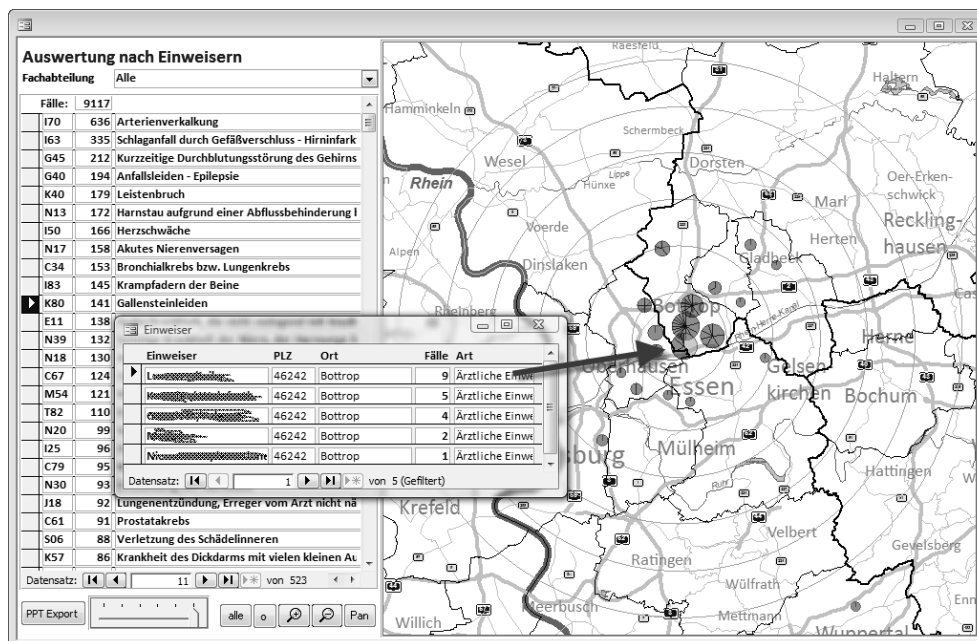 Auswertung nach Einweisern
Fachabteilung Alle
Fälle: 9117
I70 636 Arterienverkalkung
I63 335 Schlaganfall durch Gefäßverschluss - Hirninfark
G45 212 Kurzzeitige Durchblutungsstörung des Gehirns
G40 194 Anfallsleiden - Epilepsie
K40 179 Leistenbruch
N13 172 Harnstau aufgrund einer Abflussbehinderung l
I50 166 Herzschwäche
N17 158 Akutes Nierenversagen
C34 153 Bronchialkrebs bzw. Lungenkrebs
I83 145 Krampfadern der Beine
K80 141 Gallensteinleiden
E11 138
N39 132
N18 130
C67 124
M54 121
T82 110
N20 99
I25 96
C79 95
N30 93
J18 92 Lungenentzündung, Erreger vom Arzt nicht nä
C61 91 Prostatakrebs
S06 88 Verletzung des Schädelinneren
K57 86 Krankheit des Dickdarms mit vielen kleinen Au
Datensatz: 11 von 523
PPT Export alle o Pan
Einweiser
Einweiser PLZ Ort Fälle Art
46242 Bottrop 9 Ärztliche Einwe
46242 Bottrop 5 Ärztliche Einwe
46242 Bottrop 4 Ärztliche Einwe
46242 Bottrop 2 Ärztliche Einwe
46242 Bottrop 1 Ärztliche Einwe
Datensatz: 1 von 5 (Gefiltert)
Raesfeld
Haltern
Hamminkeln
Schermbeck
Wesel
Dorsten
Lippe
Rhein
Hünxe
Oer-Erken-
schwick
Marl
Reckling-
hausen
Voerde
Herten
Alpen
Dinslaken
Gladbeck
Rheinberg
Bottrop
Rhein-Herne-Kanal
Herne
Oberhausen
Essen
Gelsen
kirchen
Bochum
Mülheim
sburg
Hattingen
Ruhr
Krefeld
Velbert
Gevelsberg
Ratingen
Wülfrath
Meerbusch
Mettmann
Willich
Wuppertal